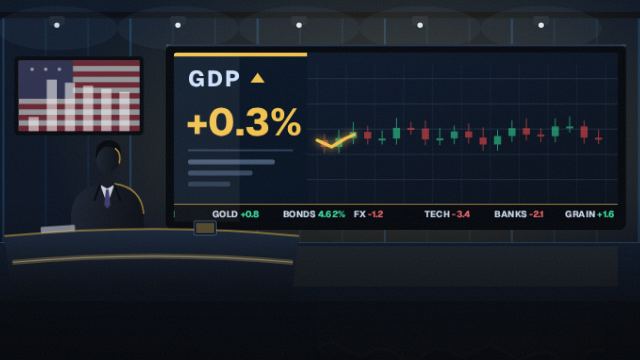 GDP ▲
+0.3%
GOLD +0.8 BONDS 4.62% FX -1.2 TECH -3.4 BANKS -2.1 GRAIN +1.6